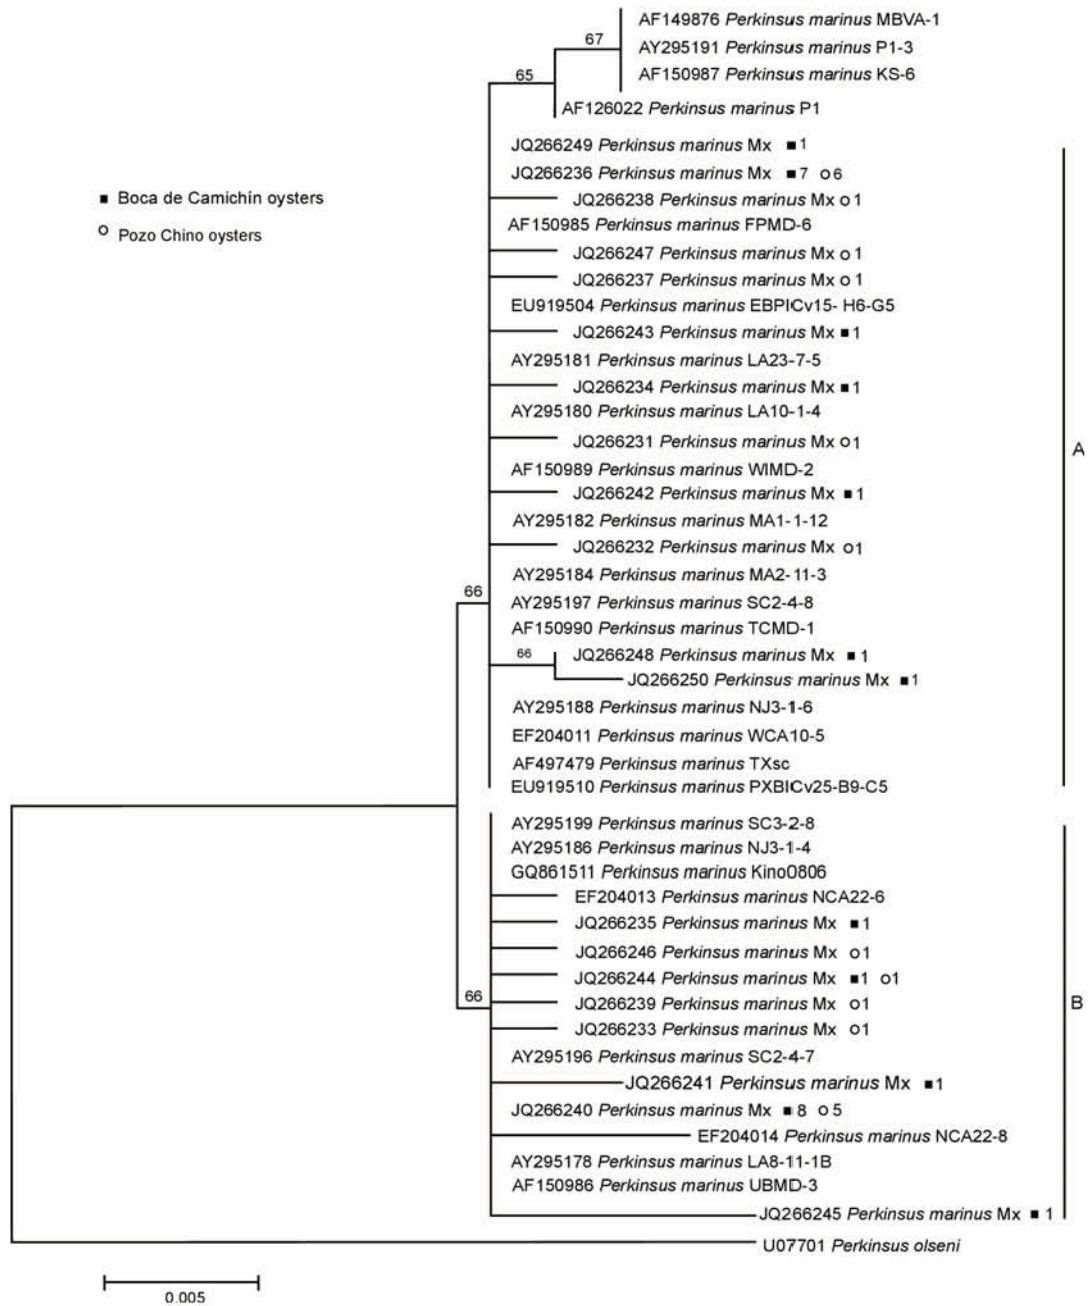 67
AF149876 Perkinsus marinus MBVA-1
AY295191 Perkinsus marinus P1-3
AF150987 Perkinsus marinus KS-6
65
AF126022 Perkinsus marinus P1
JQ266249 Perkinsus marinus Mx ■ 1
JQ266236 Perkinsus marinus Mx ■ 7 ○ 6
■ Boca de Camichín oysters
JQ266238 Perkinsus marinus Mx ○ 1
AF150985 Perkinsus marinus FPMD-6
○ Pozo Chino oysters
JQ266247 Perkinsus marinus Mx ○ 1
JQ266237 Perkinsus marinus Mx ○ 1
EU919504 Perkinsus marinus EBPICv15- H6-G5
JQ266243 Perkinsus marinus Mx ■ 1
AY295181 Perkinsus marinus LA23-7-5
JQ266234 Perkinsus marinus Mx ■ 1
AY295180 Perkinsus marinus LA10-1-4
JQ266231 Perkinsus marinus Mx ○ 1
A
AF150989 Perkinsus marinus WIMD-2
JQ266242 Perkinsus marinus Mx ■ 1
AY295182 Perkinsus marinus MA1-1-12
JQ266232 Perkinsus marinus Mx ○1
AY295184 Perkinsus marinus MA2-11-3
66
AY295197 Perkinsus marinus SC2-4-8
AF150990 Perkinsus marinus TCMD-1
66
JQ266248 Perkinsus marinus Mx ■ 1
JQ266250 Perkinsus marinus Mx ■ 1
AY295188 Perkinsus marinus NJ3-1-6
EF204011 Perkinsus marinus WCA10-5
AF497479 Perkinsus marinus TXsc
EU919510 Perkinsus marinus PXBICv25-B9-C5
AY295199 Perkinsus marinus SC3-2-8
AY295186 Perkinsus marinus NJ3-1-4
GQ861511 Perkinsus marinus Kino0806
EF204013 Perkinsus marinus NCA22-6
JQ266235 Perkinsus marinus Mx ■ 1
JQ266246 Perkinsus marinus Mx ○1
JQ266244 Perkinsus marinus Mx ■1 ○1
66
JQ266239 Perkinsus marinus Mx ○1
B
JQ266233 Perkinsus marinus Mx ○1
AY295196 Perkinsus marinus SC2-4-7
JQ266241 Perkinsus marinus Mx ■ 1
JQ266240 Perkinsus marinus Mx ■ 8 ○ 5
EF204014 Perkinsus marinus NCA22-8
AY295178 Perkinsus marinus LA8-11-1B
AF150986 Perkinsus marinus UBMD-3
JQ266245 Perkinsus marinus Mx ■ 1
U07701 Perkinsus olseni
0.005